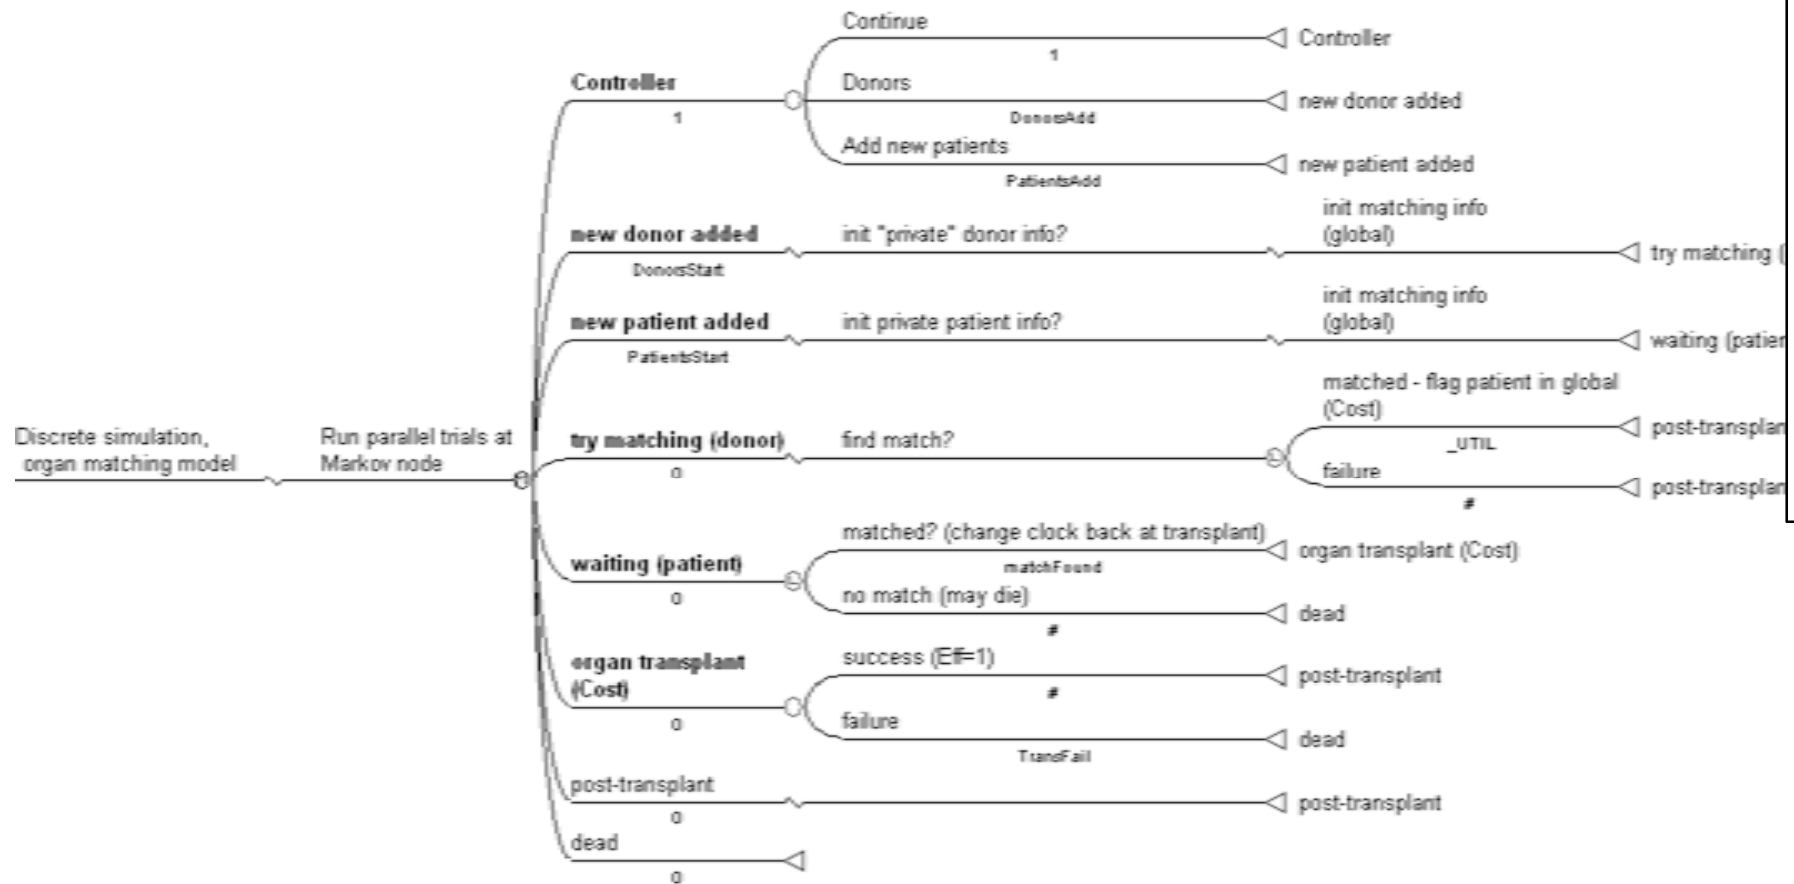 Discrete simulation,
organ matching model
Run parallel trials at
Markov node
Controller
1
Continue
1
Controller
Donors
DonorsAdd
new donor added
Add new patients
PatientsAdd
new patient added
new donor added
DonorsStart
init "private" donor info?
init matching info
(global)
try matching (
new patient added
PatientsStart
init private patient info?
init matching info
(global)
waiting (patien
try matching (donor)
0
find match?
matched - flag patient in global
(Cost)
_UTIL
post-transplan
failure
#
post-transplan
waiting (patient)
0
matched? (change clock back at transplant)
matchFound
organ transplant (Cost)
no match (may die)
#
dead
organ transplant
(Cost)
0
success (Eff=1)
#
post-transplant
failure
TransFail
dead
post-transplant
0
post-transplant
dead
0